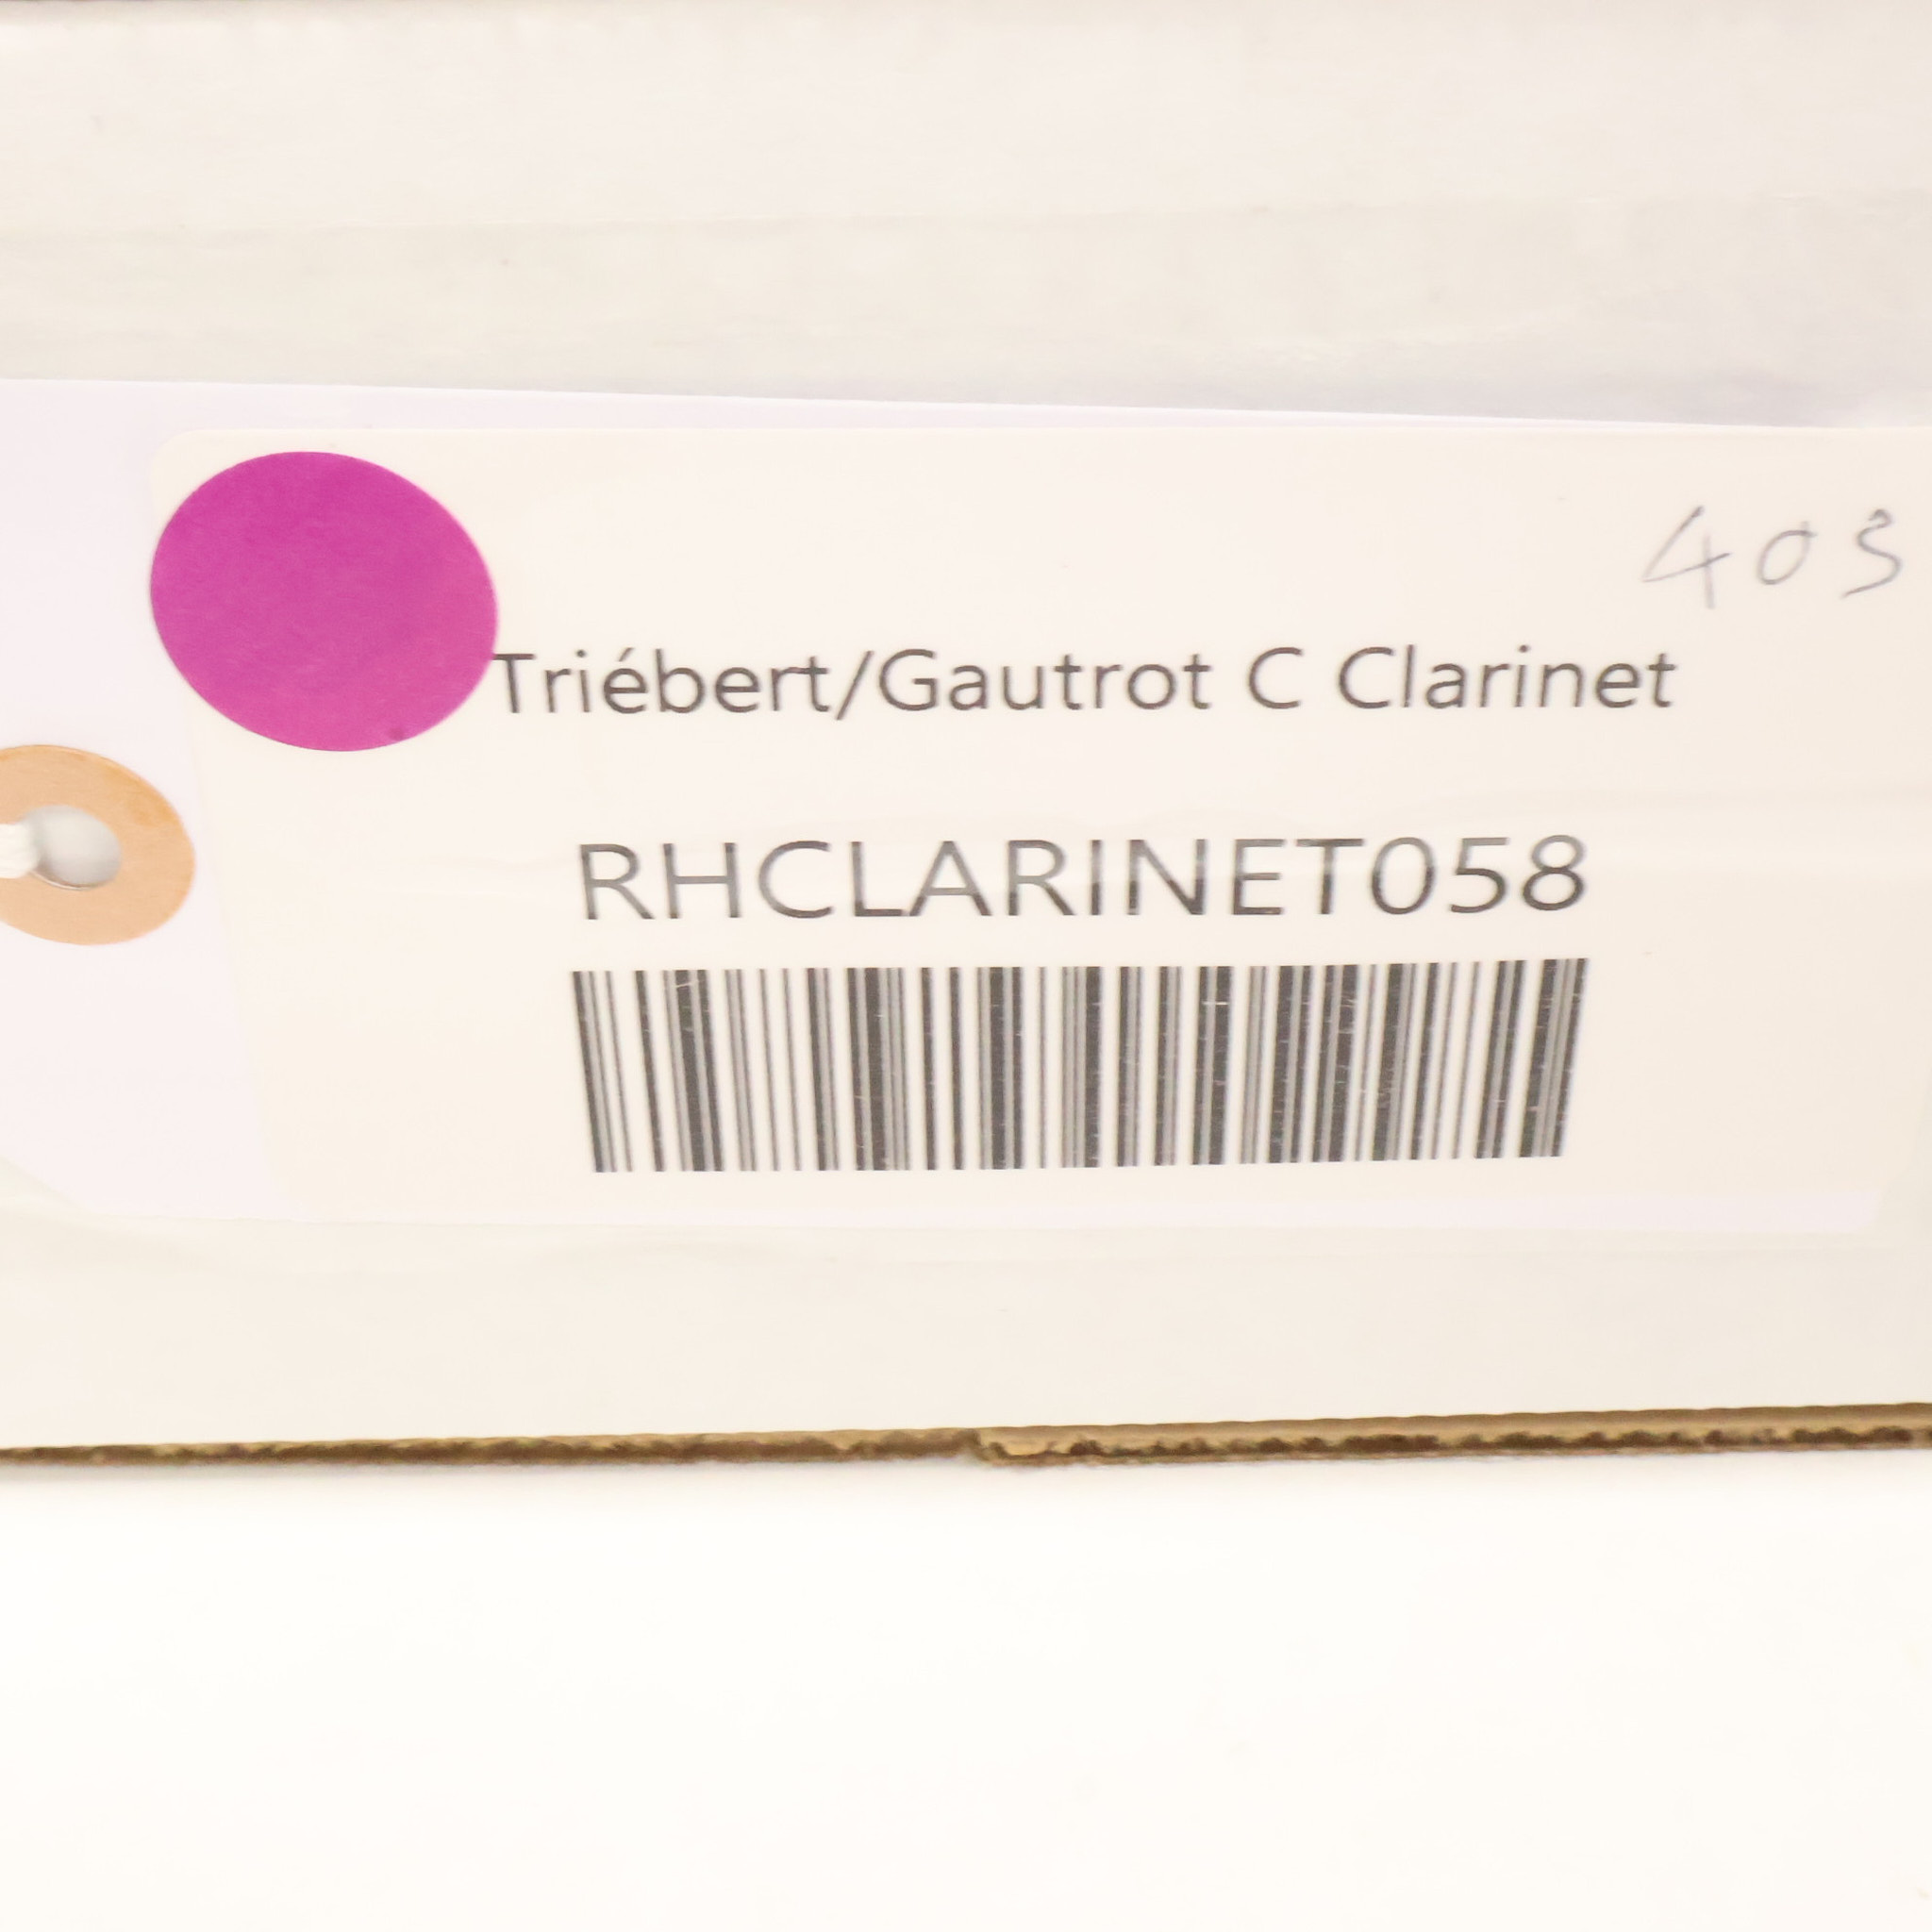 403
Triébert/Gautrot C Clarinet
RHCLARINET058